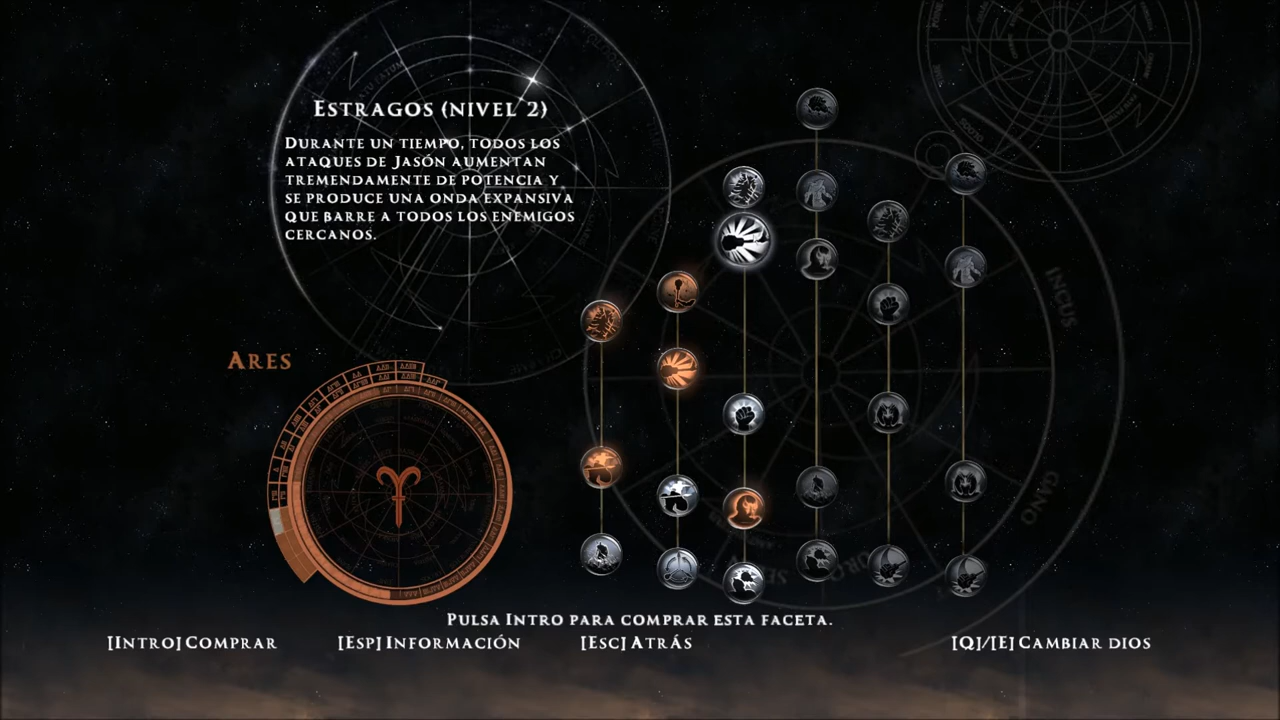 Estragos (nivel 2)
Durante un tiempo, todos los
ataques de Jasón aumentan
tremendamente de potencia y
se produce una onda expansiva
que barre a todos los enemigos
cercanos.
Ares
INCUS
GANO
Pulsa Intro para comprar esta faceta.
[Intro] Comprar
[Esp] Información
[Esc] Atrás
[Q]/[E] Cambiar dios